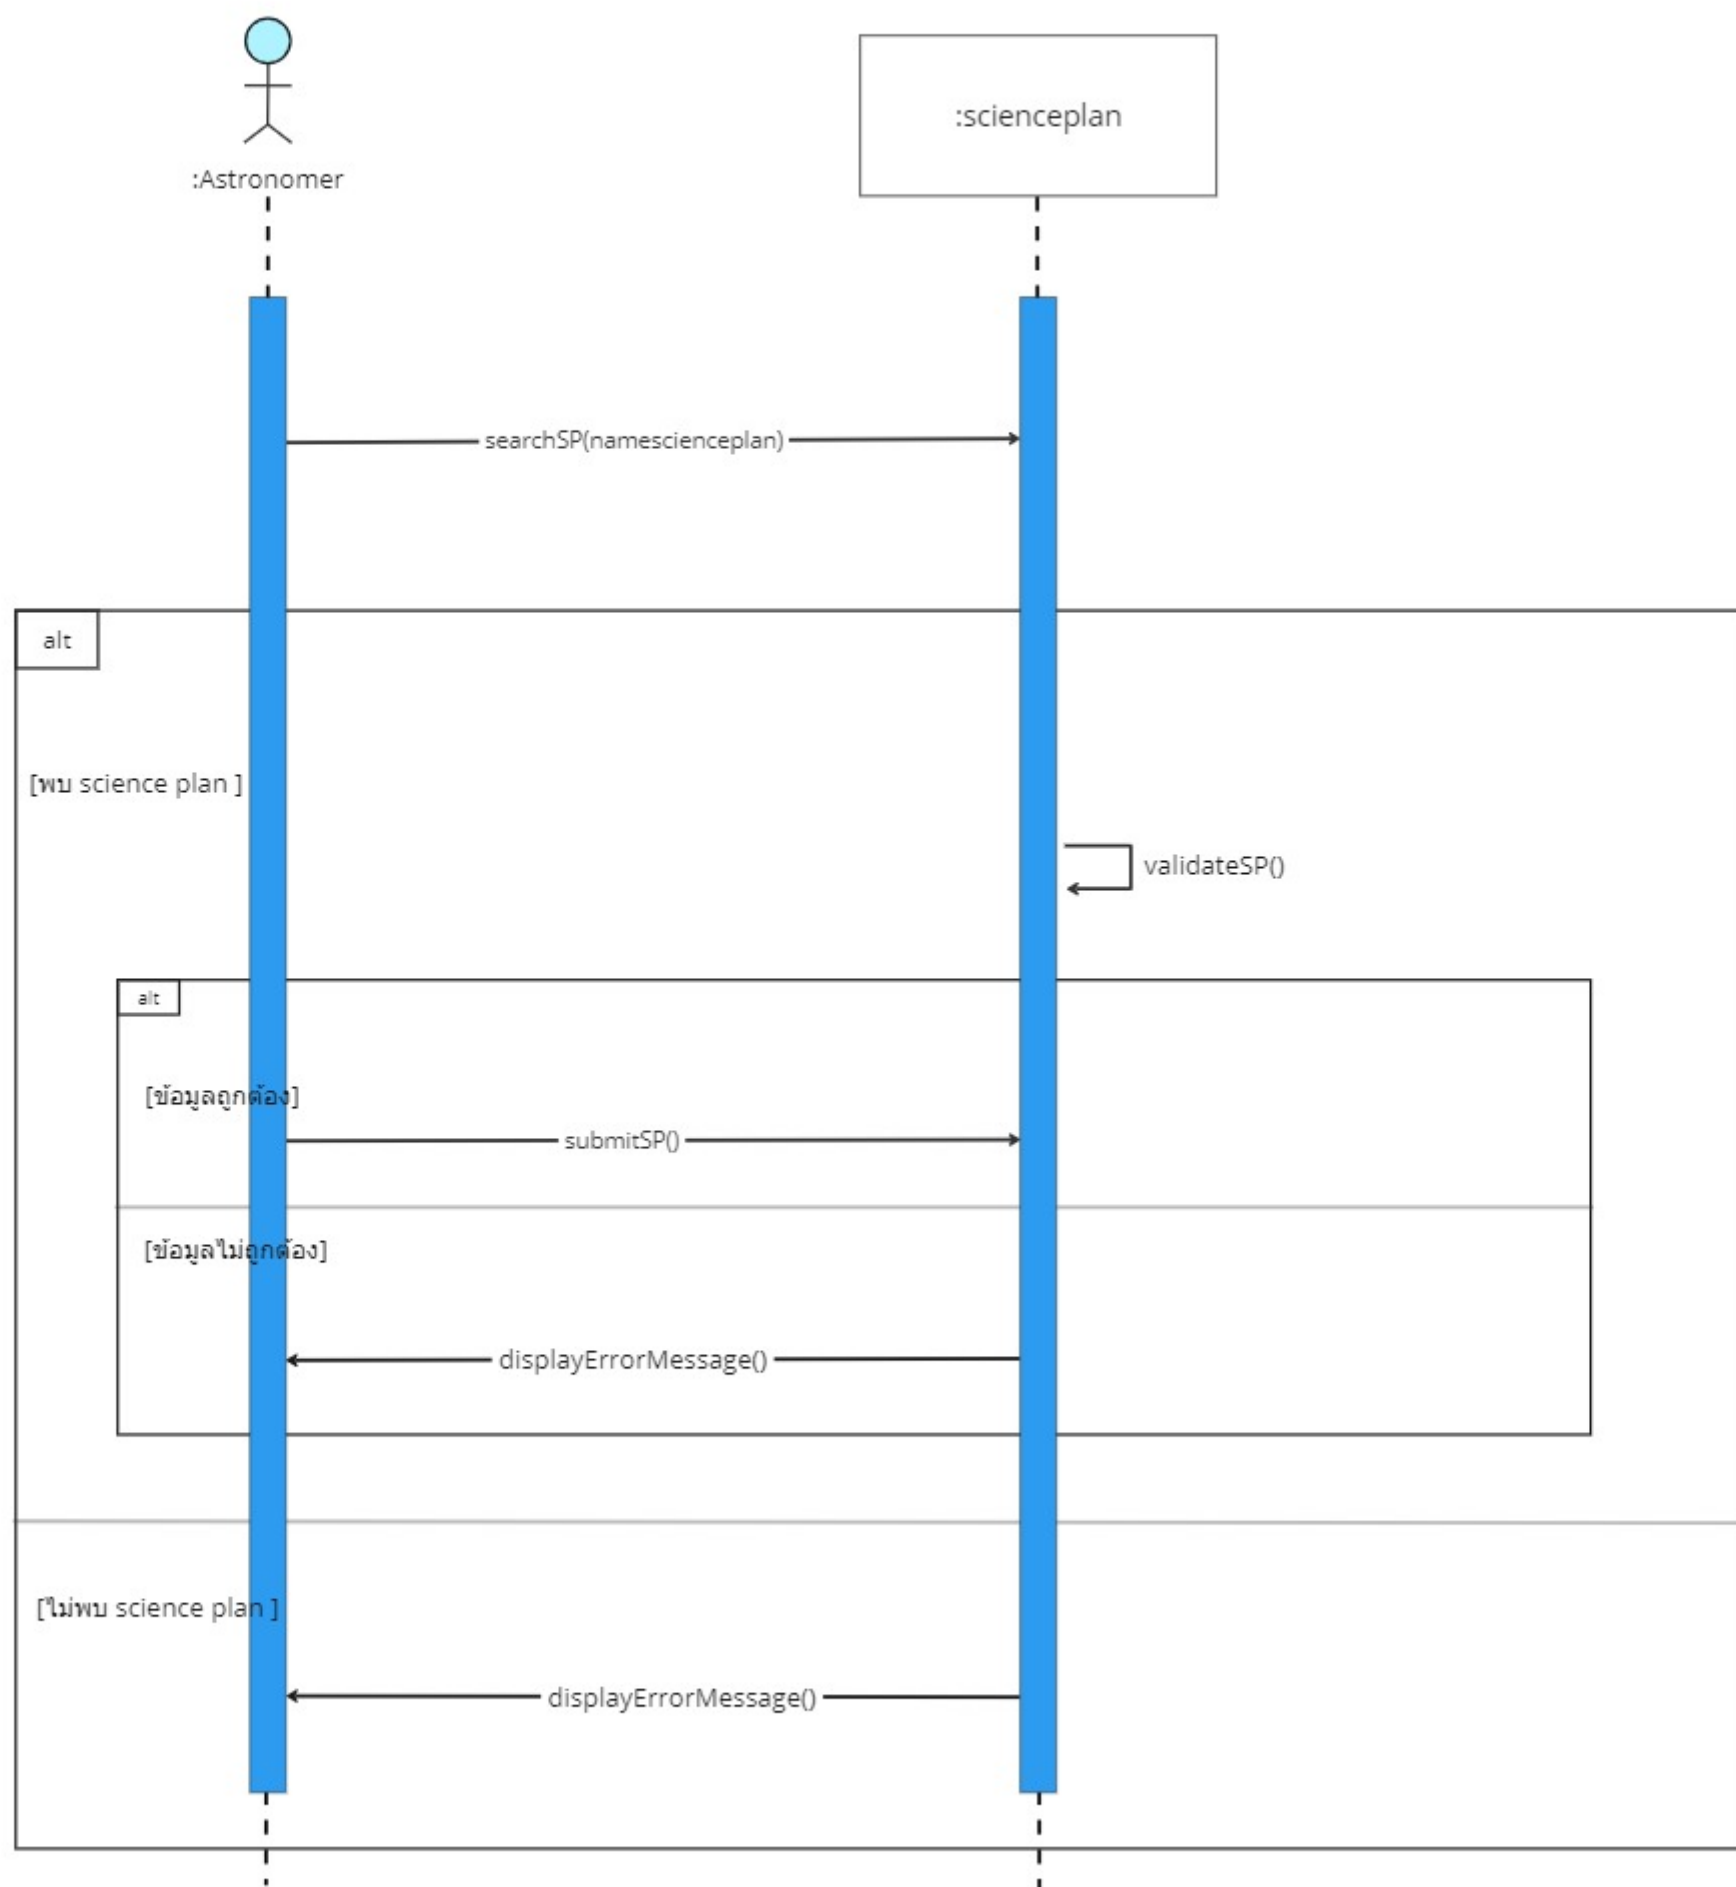 :Astronomer
:scienceplan
searchSP(namescienceplan)
alt
[พบ science plan ]
validateSP()
alt
[ข้อมูลถูกต้อง]
submitSP()
[ข้อมูลไม่ถูกต้อง]
displayErrorMessage()
[ไม่พบ science plan ]
displayErrorMessage()